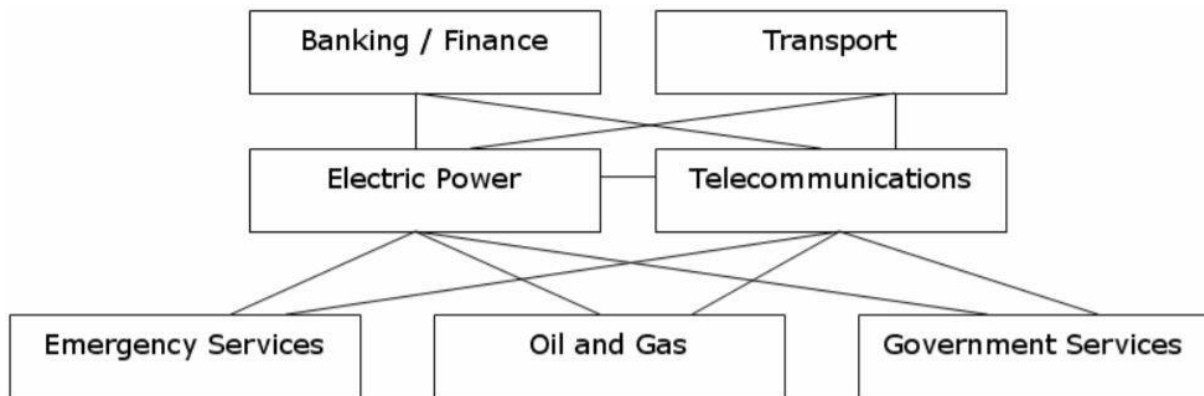 Banking / Finance
Transport
Electric Power
Telecommunications
Emergency Services
Oil and Gas
Government Services